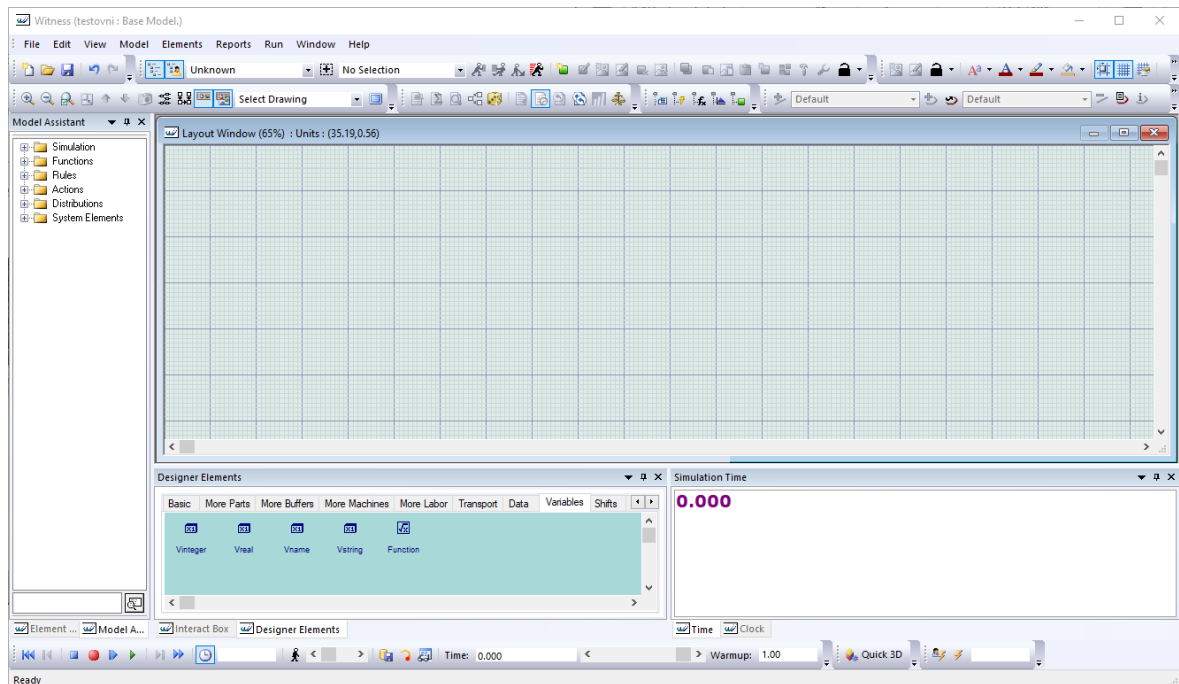 Witness (testovni : Base Model.)
File Edit View Model Elements Reports Run Window Help
Unknown No Selection
Select Drawing Default Default
Model Assistant
Layout Window (65%) : Units : (35.19,0.56)
Simulation
Functions
Rules
Actions
Distributions
System Elements
Designer Elements
Simulation Time
Basic More Parts More Buffers More Machines More Labor Transport Data Variables Shifts
0.000
Vinteger Vreal Vname Vstring Function
Element ... Model A... Interact Box Designer Elements Time Clock
Time: 0.000 Warmup: 1.00 Quick 3D
Ready